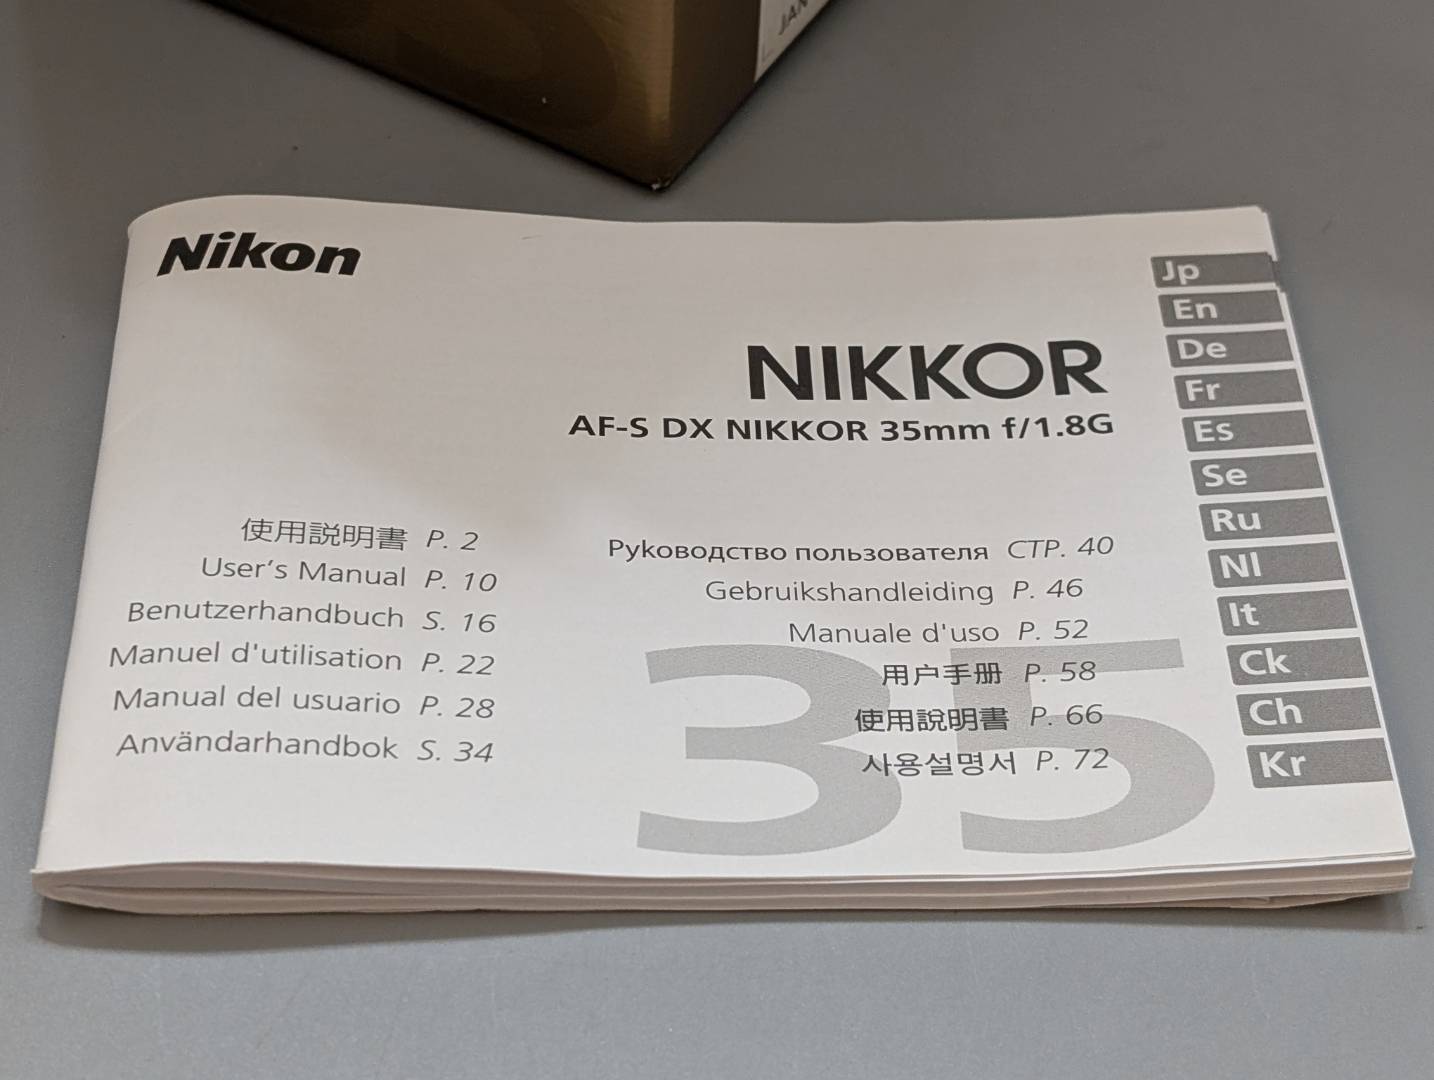 JAN
Nikon
NIKKOR
AF-S DX NIKKOR 35mm f/1.8G
使用説明書 P. 2
User's Manual P. 10
Benutzerhandbuch S. 16
Manuel d'utilisation P. 22
Manual del usuario P. 28
Användarhandbok S. 34
Руководство пользователя СТР. 40
Gebruikshandleiding P. 46
Manuale d'uso P. 52
用户手册 P. 58
使用說明書 P. 66
사용설명서 P. 72
35
Jp
En
De
Fr
Es
Se
Ru
Nl
It
Ck
Ch
Kr